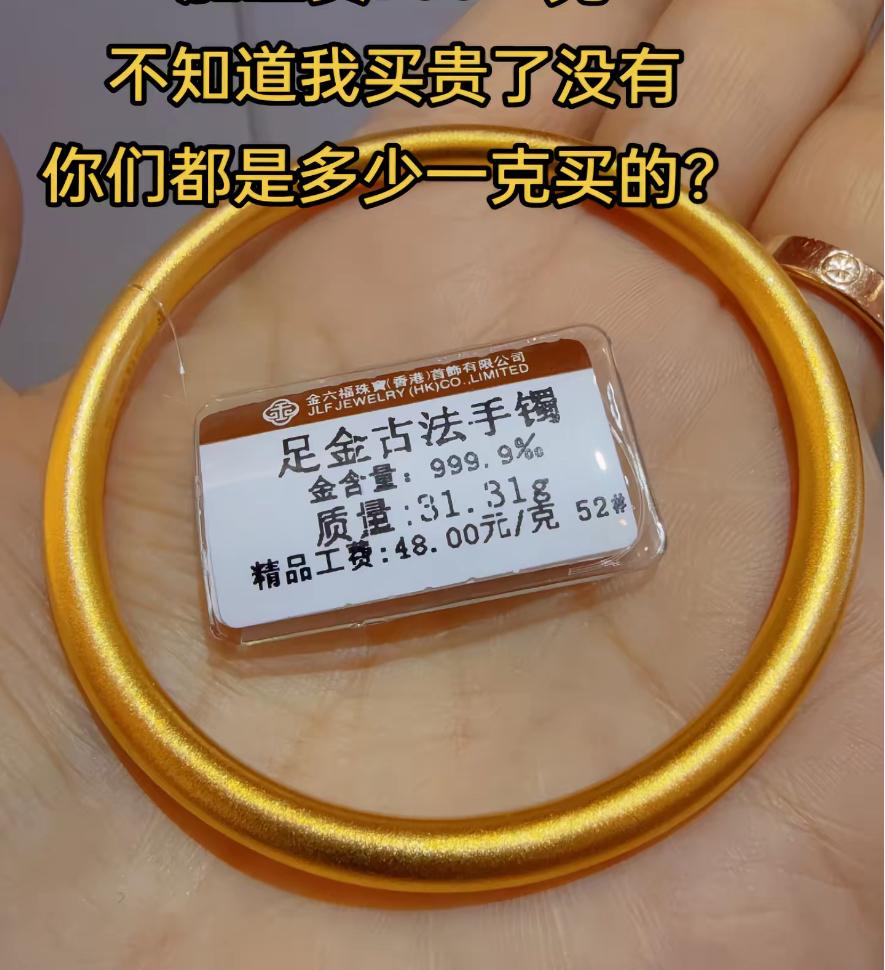 不知道我买贵了没有
你们都是多少一克买的?
金六福珠寶(香港)首飾有限公司
JLF JEWELRY (HK)CO.,LIMITED
足金古法手镯
金含量: 999.9‰
质量:31.31g
精品工费:48.00元/克 52#